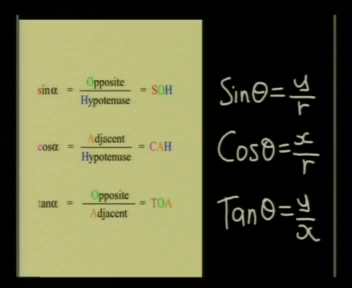 sinα = Opposite / Hypotenuse = SOH
Sinθ = y / r
cosα = Adjacent / Hypotenuse = CAH
Cosθ = x / r
tanα = Opposite / Adjacent = TOA
Tanθ = y / x